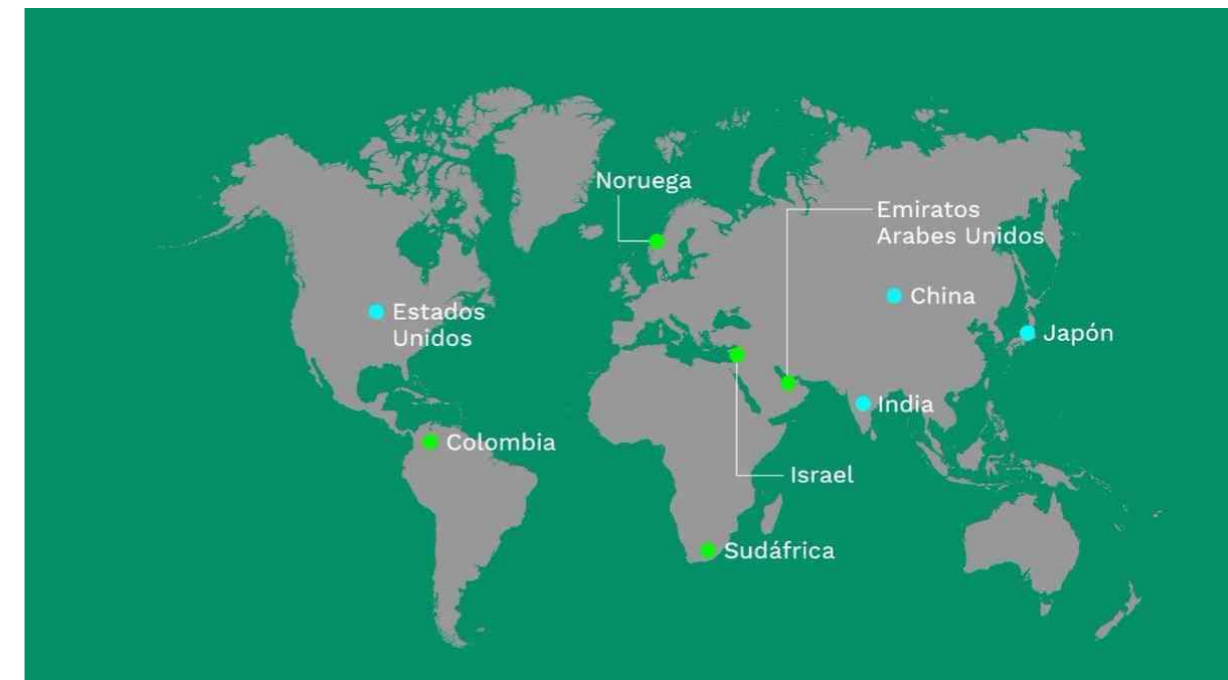 Noruega
Emiratos
Arabes Unidos
China
Estados
Unidos
Japón
India
Colombia
Israel
Sudáfrica